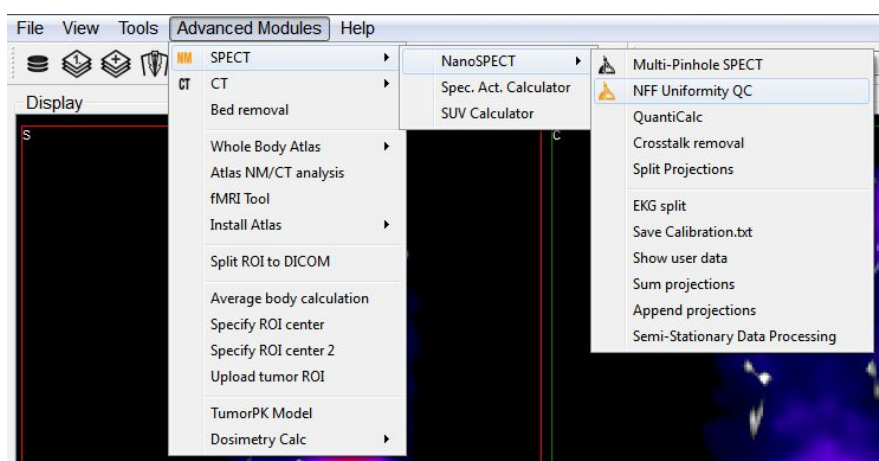 File View Tools Advanced Modules Help
Display
S
C
NM SPECT
CT CT
Bed removal
Whole Body Atlas
Atlas NM/CT analysis
fMRI Tool
Install Atlas
Split ROI to DICOM
Average body calculation
Specify ROI center
Specify ROI center 2
Upload tumor ROI
TumorPK Model
Dosimetry Calc
NanoSPECT
Spec. Act. Calculator
SUV Calculator
Multi-Pinhole SPECT
NFF Uniformity QC
QuantiCalc
Crosstalk removal
Split Projections
EKG split
Save Calibration.txt
Show user data
Sum projections
Append projections
Semi-Stationary Data Processing